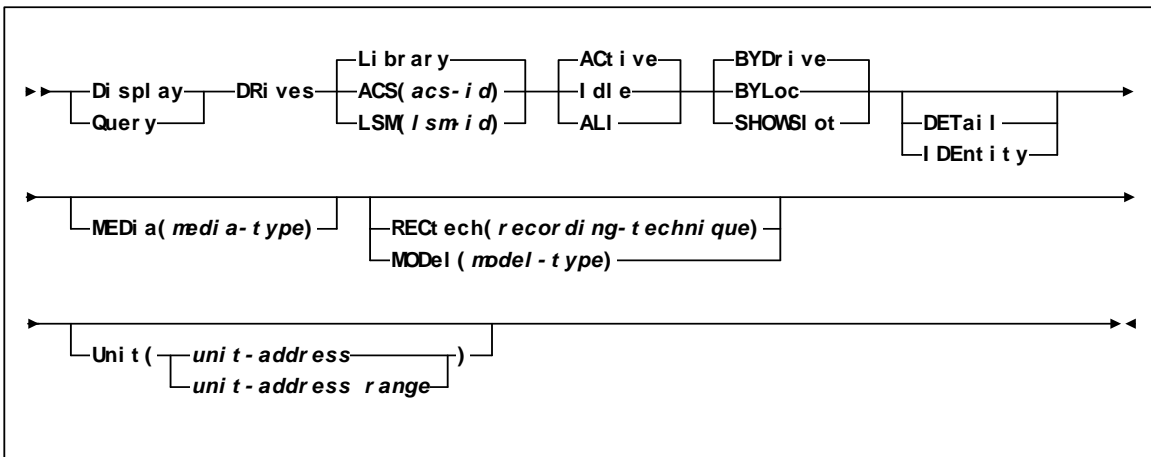 Library ACtive BYDrive
Display DRives ACS(acs-id) Idle BYLoc
Query LSM(lsm-id) ALl SHOWSlot DETail
IDEntity
MEDia(media-type) RECtech(recording-technique)
MODel(model-type)
Unit( unit-address )
unit-address range